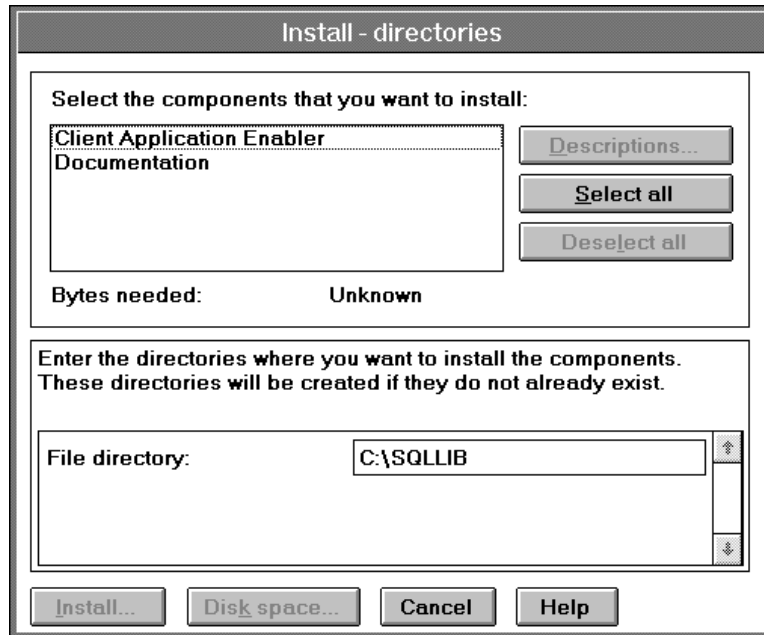 Install - directories
Select the components that you want to install:
Client Application Enabler
Documentation
Descriptions...
Select all
Deselect all
Bytes needed: Unknown
Enter the directories where you want to install the components.
These directories will be created if they do not already exist.
File directory: C:\SQLLIB
Install... Disk space... Cancel Help